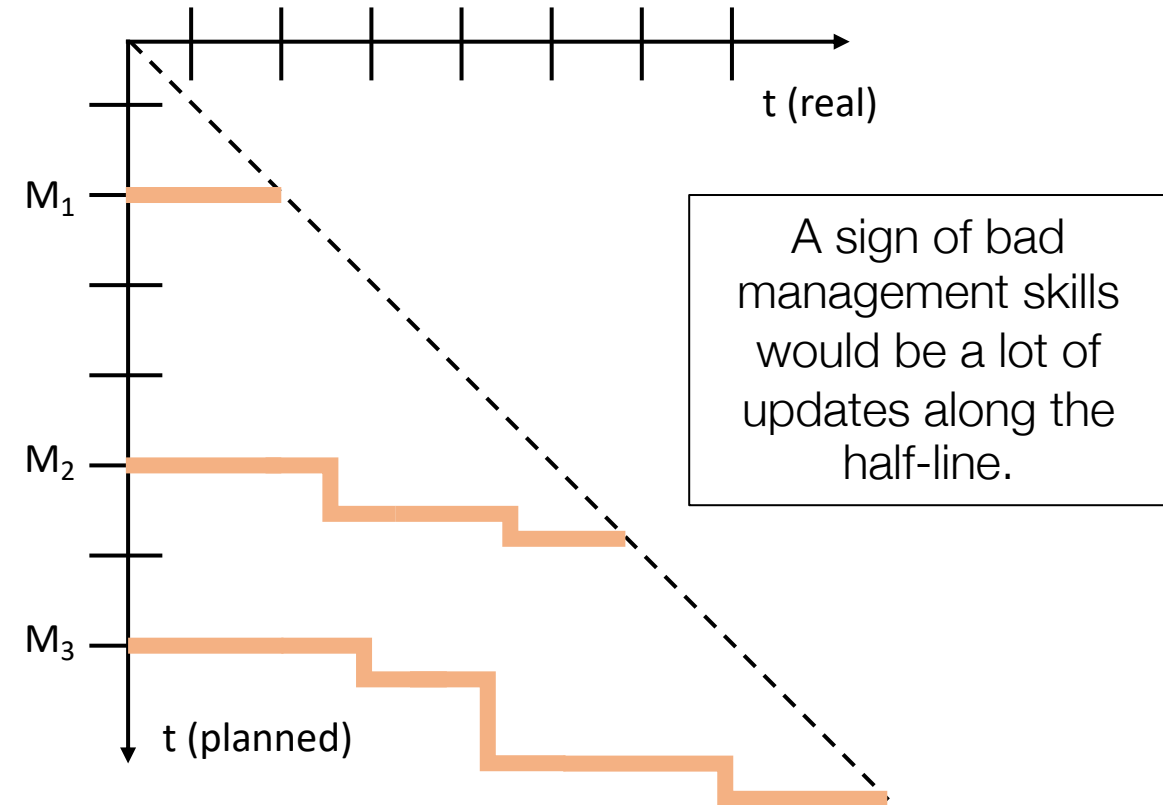 t (real)
M₁
A sign of bad
management skills
would be a lot of
updates along the
half-line.
M₂
M₃
t (planned)